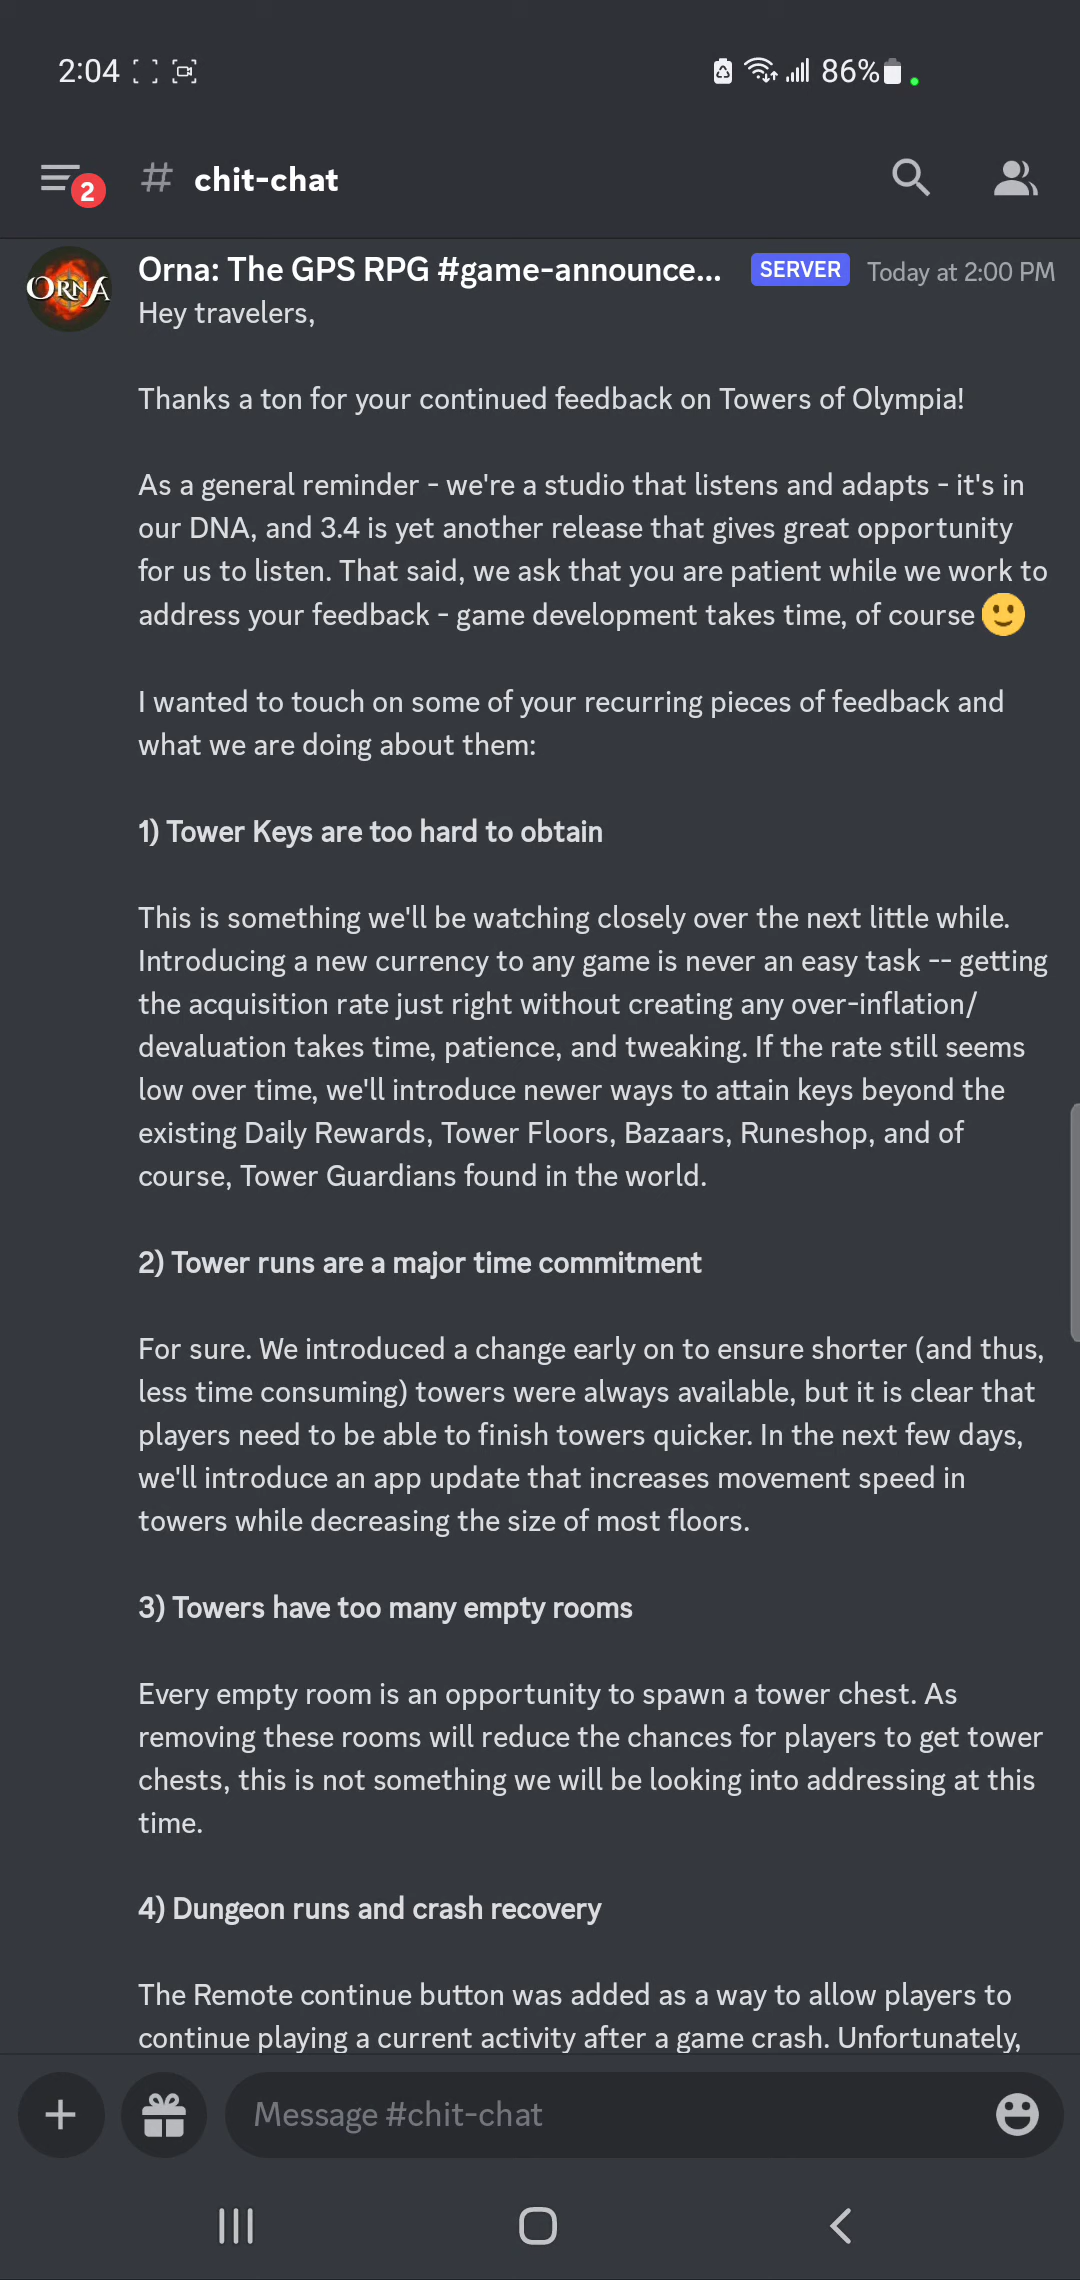 2:04
86%
2
# chit-chat
ORNA
Orna: The GPS RPG #game-announce... SERVER Today at 2:00 PM
Hey travelers,
Thanks a ton for your continued feedback on Towers of Olympia!
As a general reminder - we're a studio that listens and adapts - it's in
our DNA, and 3.4 is yet another release that gives great opportunity
for us to listen. That said, we ask that you are patient while we work to
address your feedback - game development takes time, of course 🙂
I wanted to touch on some of your recurring pieces of feedback and
what we are doing about them:
1) Tower Keys are too hard to obtain
This is something we'll be watching closely over the next little while.
Introducing a new currency to any game is never an easy task -- getting
the acquisition rate just right without creating any over-inflation/
devaluation takes time, patience, and tweaking. If the rate still seems
low over time, we'll introduce newer ways to attain keys beyond the
existing Daily Rewards, Tower Floors, Bazaars, Runeshop, and of
course, Tower Guardians found in the world.
2) Tower runs are a major time commitment
For sure. We introduced a change early on to ensure shorter (and thus,
less time consuming) towers were always available, but it is clear that
players need to be able to finish towers quicker. In the next few days,
we'll introduce an app update that increases movement speed in
towers while decreasing the size of most floors.
3) Towers have too many empty rooms
Every empty room is an opportunity to spawn a tower chest. As
removing these rooms will reduce the chances for players to get tower
chests, this is not something we will be looking into addressing at this
time.
4) Dungeon runs and crash recovery
The Remote continue button was added as a way to allow players to
continue playing a current activity after a game crash. Unfortunately,
Message #chit-chat